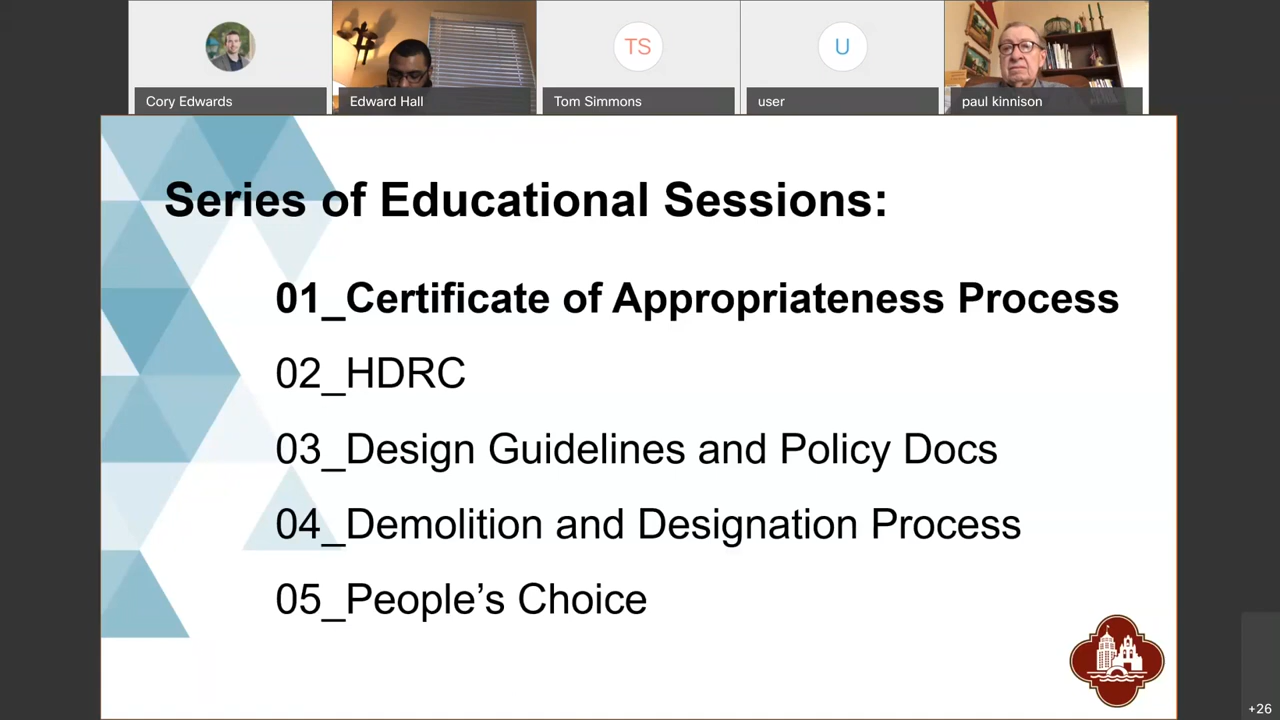 Cory Edwards
Edward Hall
TS
Tom Simmons
U
user
paul kinnison
Series of Educational Sessions:
01_Certificate of Appropriateness Process
02_HDRC
03_Design Guidelines and Policy Docs
04_Demolition and Designation Process
05_People’s Choice
+26